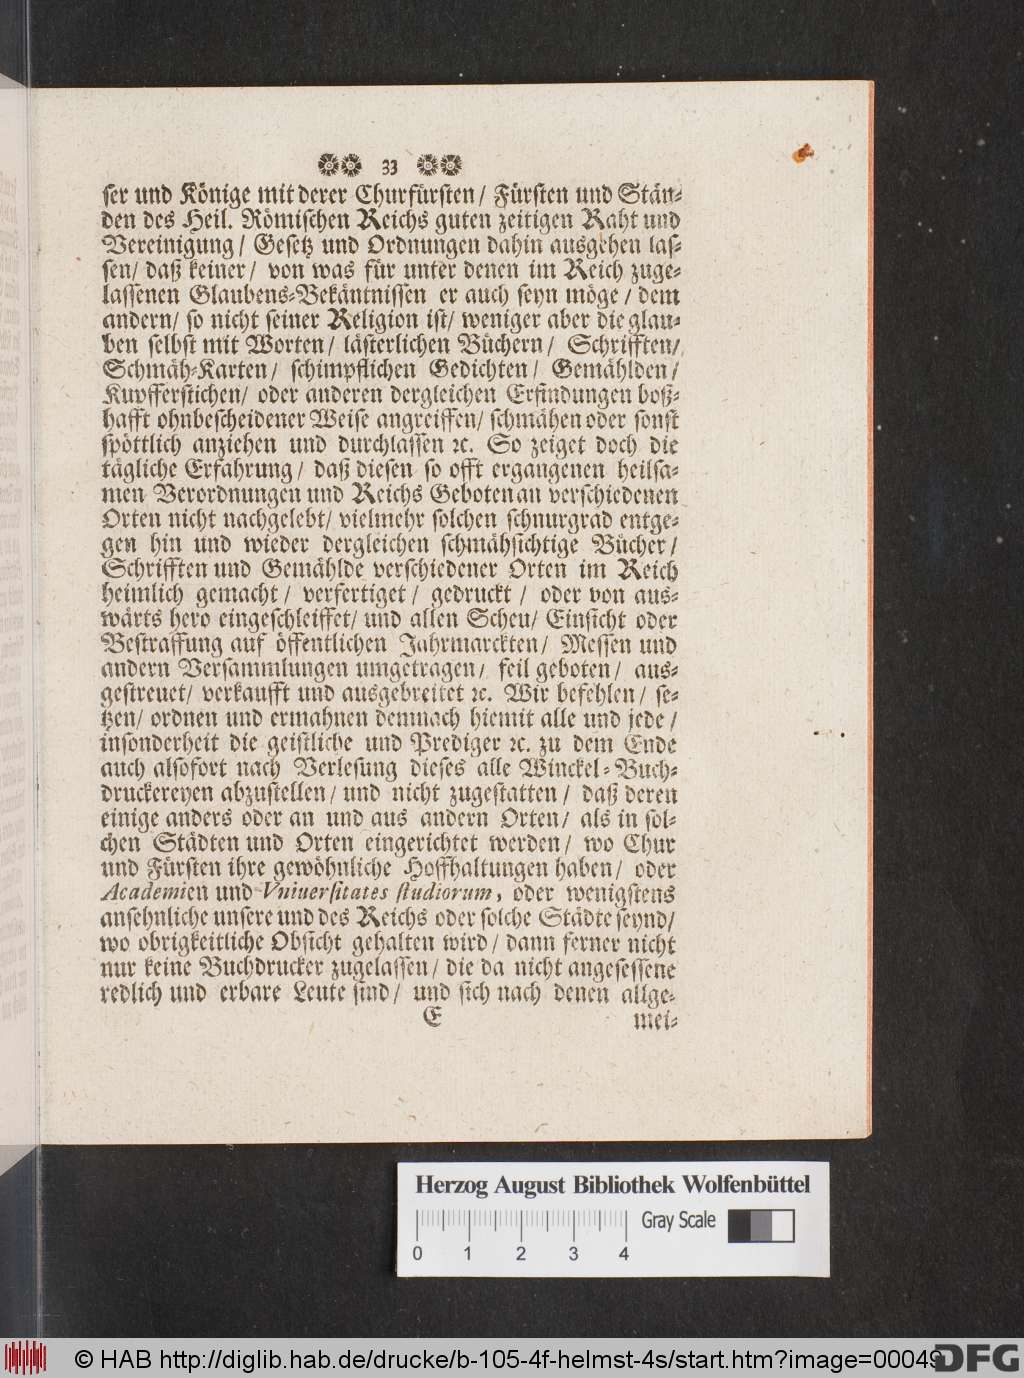 33
ser und Könige mit derer Churfürsten/ Fürsten und Stän-
den des Heil. Römischen Reichs guten zeitigen Raht und
Vereinigung/ Gesetz und Ordnungen dahin ausgehen las-
sen/ daß keiner/ von was für unter denen im Reich zuge-
lassenen Glaubens-Bekäntnissen er auch seyn möge/ dem
andern/ so nicht seiner Religion ist/ weniger aber die glau-
ben selbst mit Worten/ lästerlichen Büchern/ Schrifften/
Schmäh-Karten/ schimpflichen Gedichten/ Gemählden/
Kupfferstichen/ oder anderen dergleichen Erfindungen boß-
hafft ohnbescheidener Weise angreiffen/ schmähen oder sonst
spöttlich anziehen und durchlassen ꝛc. So zeiget doch die
tägliche Erfahrung/ daß diesen so offt ergangenen heilsa-
men Verordnungen und Reichs Geboten an verschiedenen
Orten nicht nachgelebt/ vielmehr solchen schnurgrad entge-
gen hin und wieder dergleichen schmähsichtige Bücher/
Schrifften und Gemählde verschiedener Orten im Reich
heimlich gemacht/ verfertiget/ gedruckt/ oder von aus-
wärts hero eingeschleiffet/ und allen Scheu/ Einsicht oder
Bestraffung auf öffentlichen Jahrmarckten/ Messen und
andern Versammlungen umgetragen/ feil geboten/ aus-
gestreuet/ verkaufft und ausgebreitet ꝛc. Wir befehlen/ se-
tzen/ ordnen und ermahnen demnach hiemit alle und jede/
insonderheit die geistliche und Prediger ꝛc. zu dem Ende
auch alsofort nach Verlesung dieses alle Winckel-Buch-
druckereyen abzustellen/ und nicht zugestatten/ daß deren
einige anders oder an und aus andern Orten/ als in sol-
chen Städten und Orten eingerichtet werden/ wo Chur
und Fürsten ihre gewöhnliche Hoffhaltungen haben/ oder
Academien und Vniuersitates studiorum, oder wenigstens
ansehnliche unsere und des Reichs oder solche Städte seynd/
wo obrigkeitliche Obsicht gehalten wird/ dann ferner nicht
nur keine Buchdrucker zugelassen/ die da nicht angesessene
redlich und erbare Leute sind/ und sich nach denen allge-
E mei-
Herzog August Bibliothek Wolfenbüttel
Gray Scale
0 1 2 3 4
© HAB http://diglib.hab.de/drucke/b-105-4f-helmst-4s/start.htm?image=00049
DFG